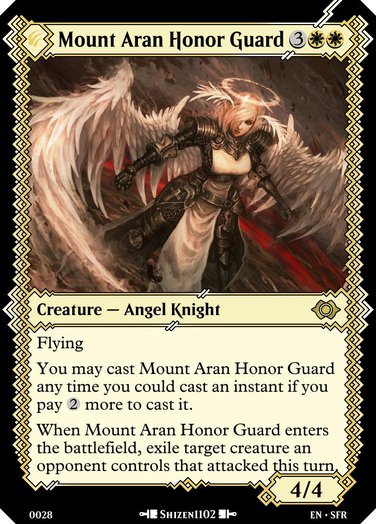 Mount Aran Honor Guard 3
Creature — Angel Knight
Flying
You may cast Mount Aran Honor Guard
any time you could cast an instant if you
pay 2 more to cast it.
When Mount Aran Honor Guard enters
the battlefield, exile target creature an
opponent controls that attacked this turn.
4/4
0028
Shizen1102
EN • SFR